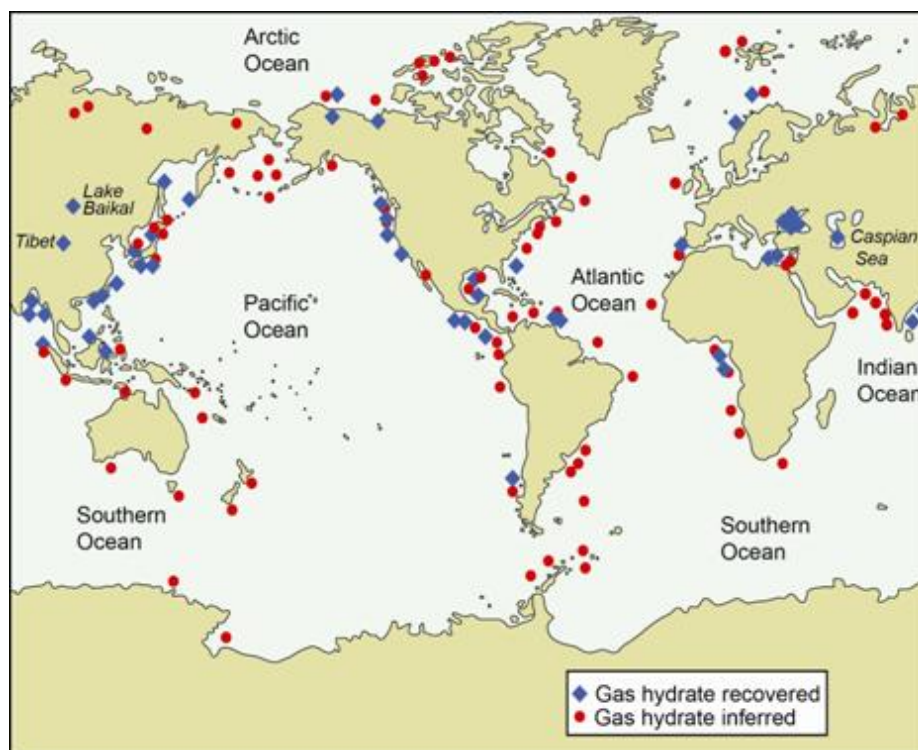 Arctic
Ocean
Lake
Baikal
Tibet
Caspian
Sea
Atlantic
Ocean
Pacific
Ocean
Indian
Ocean
Southern
Ocean
Southern
Ocean
Gas hydrate recovered
Gas hydrate inferred